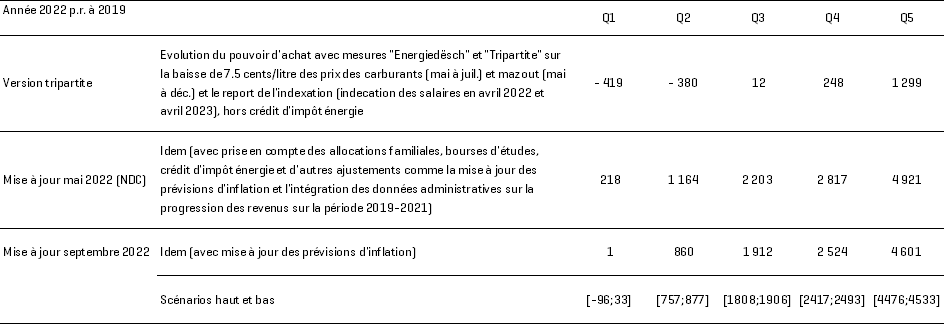 Année 2022 p.r. à 2019
Q1 Q2 Q3 Q4 Q5
Evolution du pouvoir d'achat avec mesures "Energiedësch" et "Tripartite" sur
la baisse de 7.5 cents/litre des prix des carburants (mai à juil.) et mazout (mai
Version tripartite - 419 - 380 12 248 1 299
à déc.) et le report de l'indexation (indecation des salaires en avril 2022 et
avril 2023), hors crédit d'impôt énergie
Idem (avec prise en compte des allocations familiales, bourses d'études,
crédit d'impôt énergie et d'autres ajustements comme la mise à jour des
Mise à jour mai 2022 (NDC) 218 1 164 2 203 2 817 4 921
prévisions d'inflation et l'intégration des données administratives sur la
progression des revenus sur la période 2019-2021)
Mise à jour septembre 2022 Idem (avec mise à jour des prévisions d'inflation) 1 860 1 912 2 524 4 601
Scénarios haut et bas [-96;33) [757;877) [1808;1906] [2417;2493) [4476;4533)